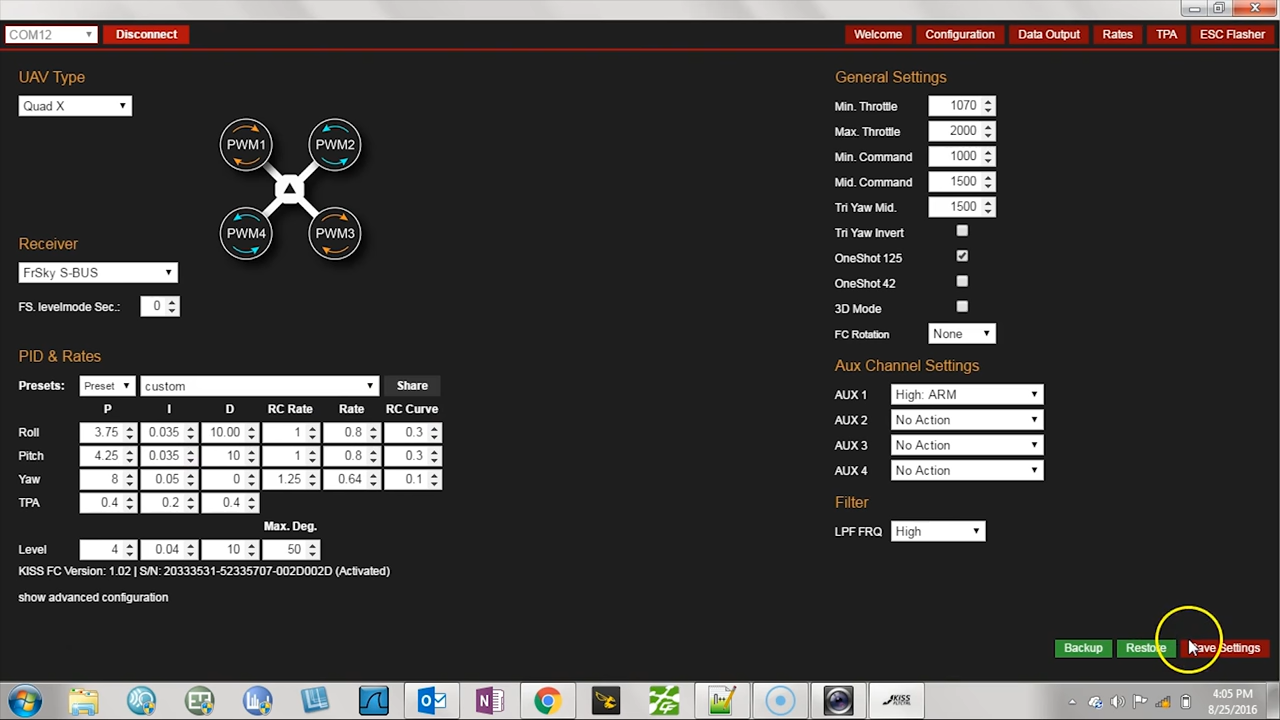 COM12 Disconnect Welcome Configuration Data Output Rates TPA ESC Flasher
UAV Type
Quad X
PWM1 PWM2
PWM4 PWM3
Receiver
FrSky S-BUS
FS. levelmode Sec.: 0
PID & Rates
Presets: Preset custom Share
P I D RC Rate Rate RC Curve
Roll 3.75 0.035 10.00 1 0.8 0.3
Pitch 4.25 0.035 10 1 0.8 0.3
Yaw 8 0.05 0 1.25 0.64 0.1
TPA 0.4 0.2 0.4
Max. Deg.
Level 4 0.04 10 50
KISS FC Version: 1.02 | S/N: 20333531-52335707-002D002D (Activated)
show advanced configuration
General Settings
Min. Throttle 1070
Max. Throttle 2000
Min. Command 1000
Mid. Command 1500
Tri Yaw Mid. 1500
Tri Yaw Invert
OneShot 125
OneShot 42
3D Mode
FC Rotation None
Aux Channel Settings
AUX 1 High: ARM
AUX 2 No Action
AUX 3 No Action
AUX 4 No Action
Filter
LPF FRQ High
Backup Restore Save Settings
KISS
4:05 PM
8/25/2016